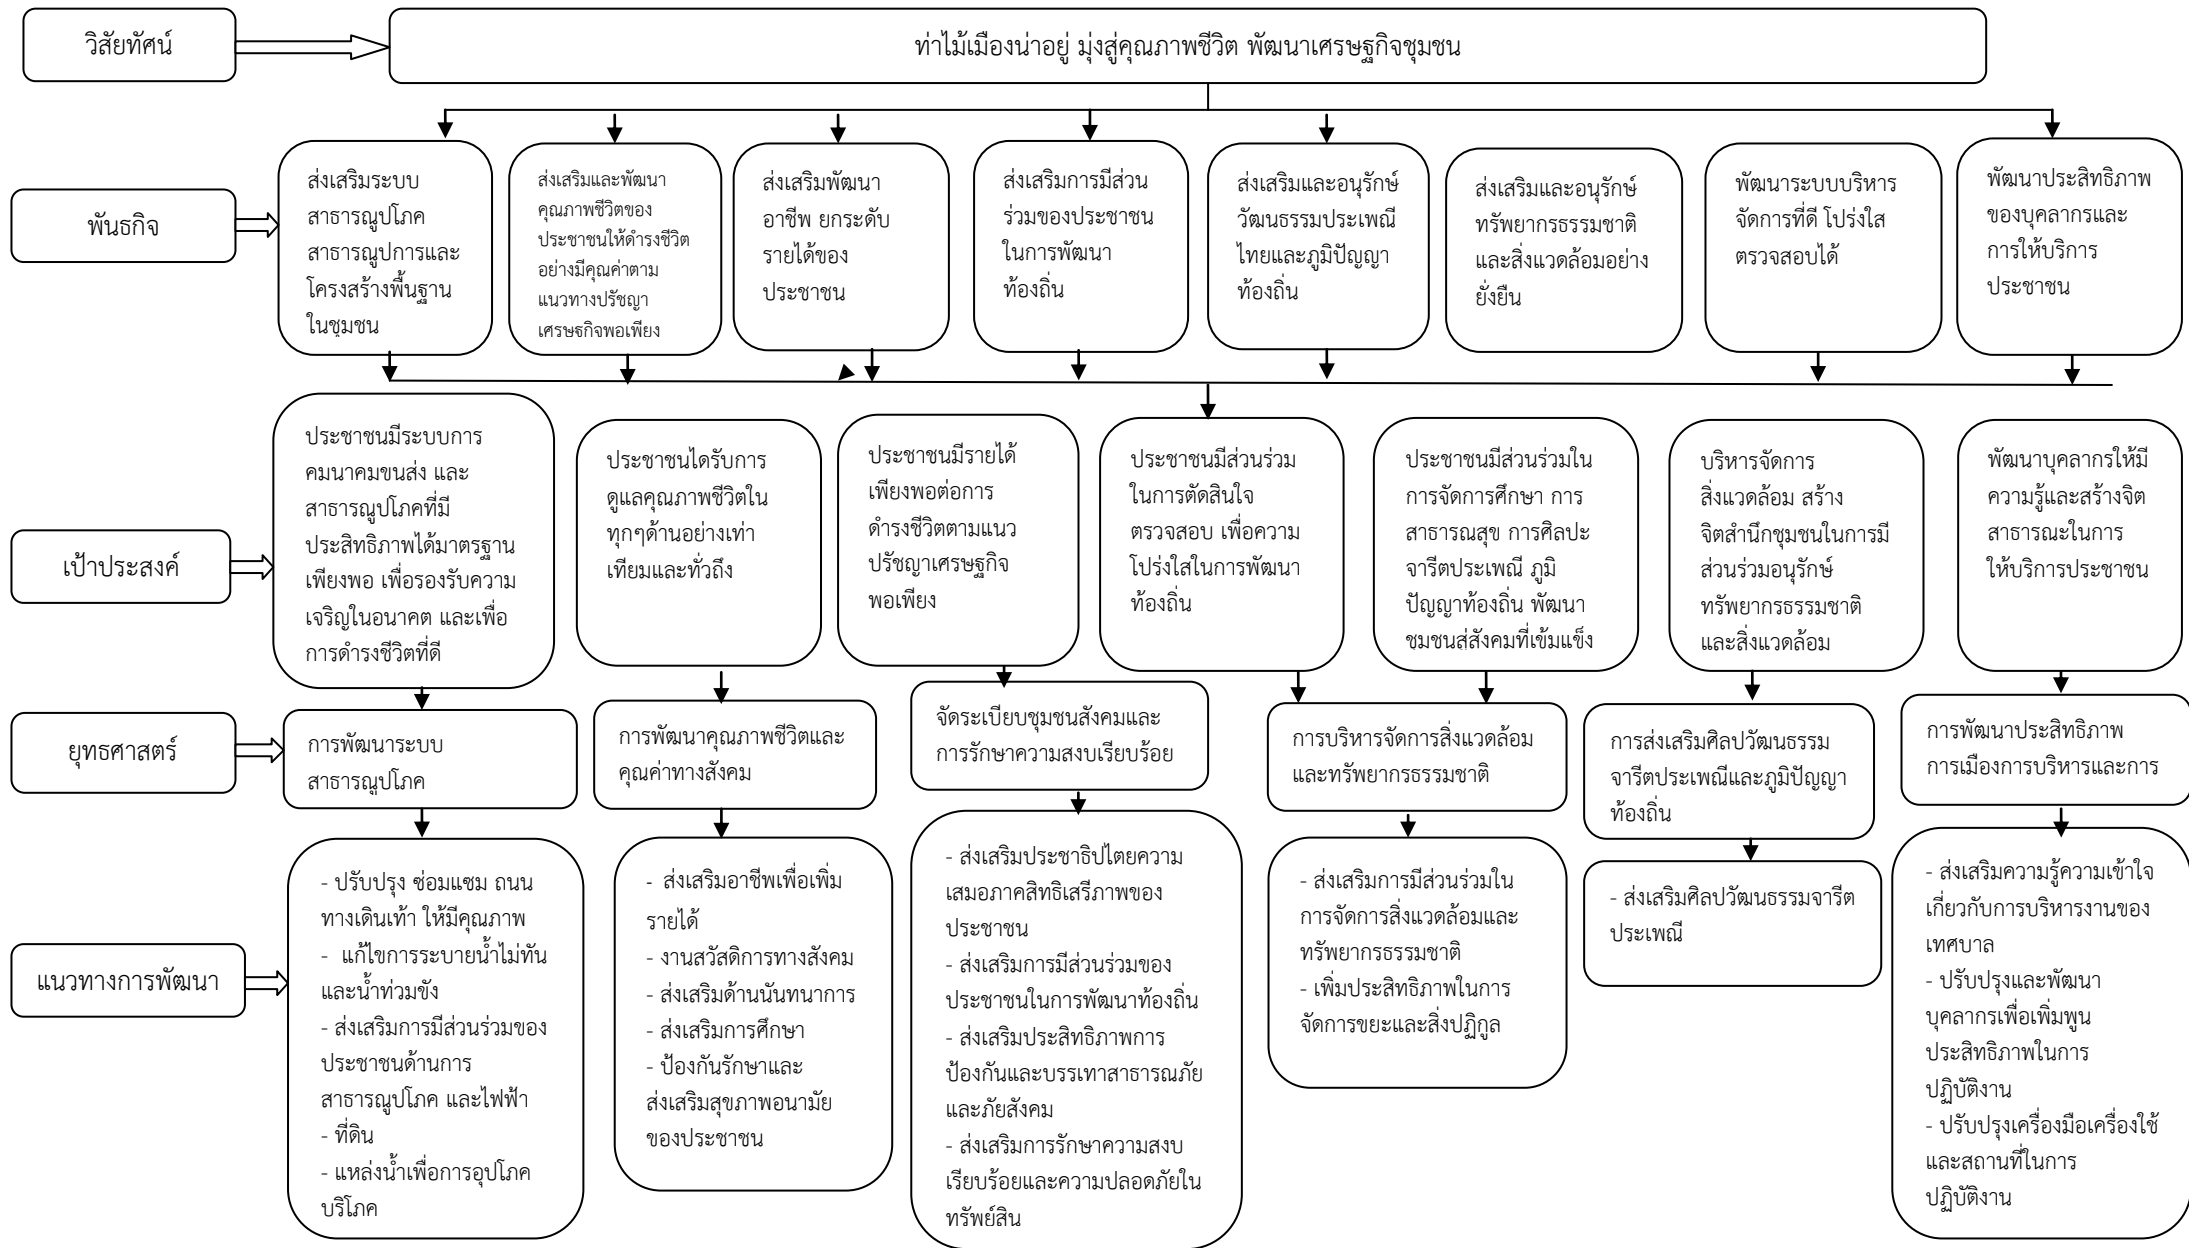 วิสัยทัศน์
ท่าไม้เมืองน่าอยู่ มุ่งสู่คุณภาพชีวิต พัฒนาเศรษฐกิจชุมชน
พันธกิจ
ส่งเสริมระบบ
สาธารณูปโภค
สาธารณูปการและ
โครงสร้างพื้นฐาน
ในชุมชน
ส่งเสริมและพัฒนา
คุณภาพชีวิตของ
ประชาชนให้ดำรงชีวิต
อย่างมีคุณค่าตาม
แนวทางปรัชญา
เศรษฐกิจพอเพียง
ส่งเสริมพัฒนา
อาชีพ ยกระดับ
รายได้ของ
ประชาชน
ส่งเสริมการมีส่วน
ร่วมของประชาชน
ในการพัฒนา
ท้องถิ่น
ส่งเสริมและอนุรักษ์
วัฒนธรรมประเพณี
ไทยและภูมิปัญญา
ท้องถิ่น
ส่งเสริมและอนุรักษ์
ทรัพยากรธรรมชาติ
และสิ่งแวดล้อมอย่าง
ยั่งยืน
พัฒนาระบบบริหาร
จัดการที่ดี โปร่งใส
ตรวจสอบได้
พัฒนาประสิทธิภาพ
ของบุคลากรและ
การให้บริการ
ประชาชน
เป้าประสงค์
ประชาชนมีระบบการ
คมนาคมขนส่ง และ
สาธารณูปโภคที่มี
ประสิทธิภาพได้มาตรฐาน
เพียงพอ เพื่อรองรับความ
เจริญในอนาคต และเพื่อ
การดำรงชีวิตที่ดี
ประชาชนไดรับการ
ดูแลคุณภาพชีวิตใน
ทุกๆด้านอย่างเท่า
เทียมและทั่วถึง
ประชาชนมีรายได้
เพียงพอต่อการ
ดำรงชีวิตตามแนว
ปรัชญาเศรษฐกิจ
พอเพียง
ประชาชนมีส่วนร่วม
ในการตัดสินใจ
ตรวจสอบ เพื่อความ
โปร่งใสในการพัฒนา
ท้องถิ่น
ประชาชนมีส่วนร่วมใน
การจัดการศึกษา การ
สาธารณสุข การศิลปะ
จารีตประเพณี ภูมิ
ปัญญาท้องถิ่น พัฒนา
ชุมชนสู่สังคมที่เข้มแข็ง
บริหารจัดการ
สิ่งแวดล้อม สร้าง
จิตสำนึกชุมชนในการมี
ส่วนร่วมอนุรักษ์
ทรัพยากรธรรมชาติ
และสิ่งแวดล้อม
พัฒนาบุคลากรให้มี
ความรู้และสร้างจิต
สาธารณะในการ
ให้บริการประชาชน
ยุทธศาสตร์
การพัฒนาระบบ
สาธารณูปโภค
การพัฒนาคุณภาพชีวิตและ
คุณค่าทางสังคม
จัดระเบียบชุมชนสังคมและ
การรักษาความสงบเรียบร้อย
การบริหารจัดการสิ่งแวดล้อม
และทรัพยากรธรรมชาติ
การส่งเสริมศิลปวัฒนธรรม
จารีตประเพณีและภูมิปัญญา
ท้องถิ่น
การพัฒนาประสิทธิภาพ
การเมืองการบริหารและการ
แนวทางการพัฒนา
- ปรับปรุง ซ่อมแซม ถนน
ทางเดินเท้า ให้มีคุณภาพ
- แก้ไขการระบายน้ำไม่ทัน
และน้ำท่วมขัง
- ส่งเสริมการมีส่วนร่วมของ
ประชาชนด้านการ
สาธารณูปโภค และไฟฟ้า
- ที่ดิน
- แหล่งน้ำเพื่อการอุปโภค
บริโภค
- ส่งเสริมอาชีพเพื่อเพิ่ม
รายได้
- งานสวัสดิการทางสังคม
- ส่งเสริมด้านนันทนาการ
- ส่งเสริมการศึกษา
- ป้องกันรักษาและ
ส่งเสริมสุขภาพอนามัย
ของประชาชน
- ส่งเสริมประชาธิปไตยความ
เสมอภาคสิทธิเสรีภาพของ
ประชาชน
- ส่งเสริมการมีส่วนร่วมของ
ประชาชนในการพัฒนาท้องถิ่น
- ส่งเสริมประสิทธิภาพการ
ป้องกันและบรรเทาสาธารณภัย
และภัยสังคม
- ส่งเสริมการรักษาความสงบ
เรียบร้อยและความปลอดภัยใน
ทรัพย์สิน
- ส่งเสริมการมีส่วนร่วมใน
การจัดการสิ่งแวดล้อมและ
ทรัพยากรธรรมชาติ
- เพิ่มประสิทธิภาพในการ
จัดการขยะและสิ่งปฏิกูล
- ส่งเสริมศิลปวัฒนธรรมจารีต
ประเพณี
- ส่งเสริมความรู้ความเข้าใจ
เกี่ยวกับการบริหารงานของ
เทศบาล
- ปรับปรุงและพัฒนา
บุคลากรเพื่อเพิ่มพูน
ประสิทธิภาพในการ
ปฏิบัติงาน
- ปรับปรุงเครื่องมือเครื่องใช้
และสถานที่ในการ
ปฏิบัติงาน